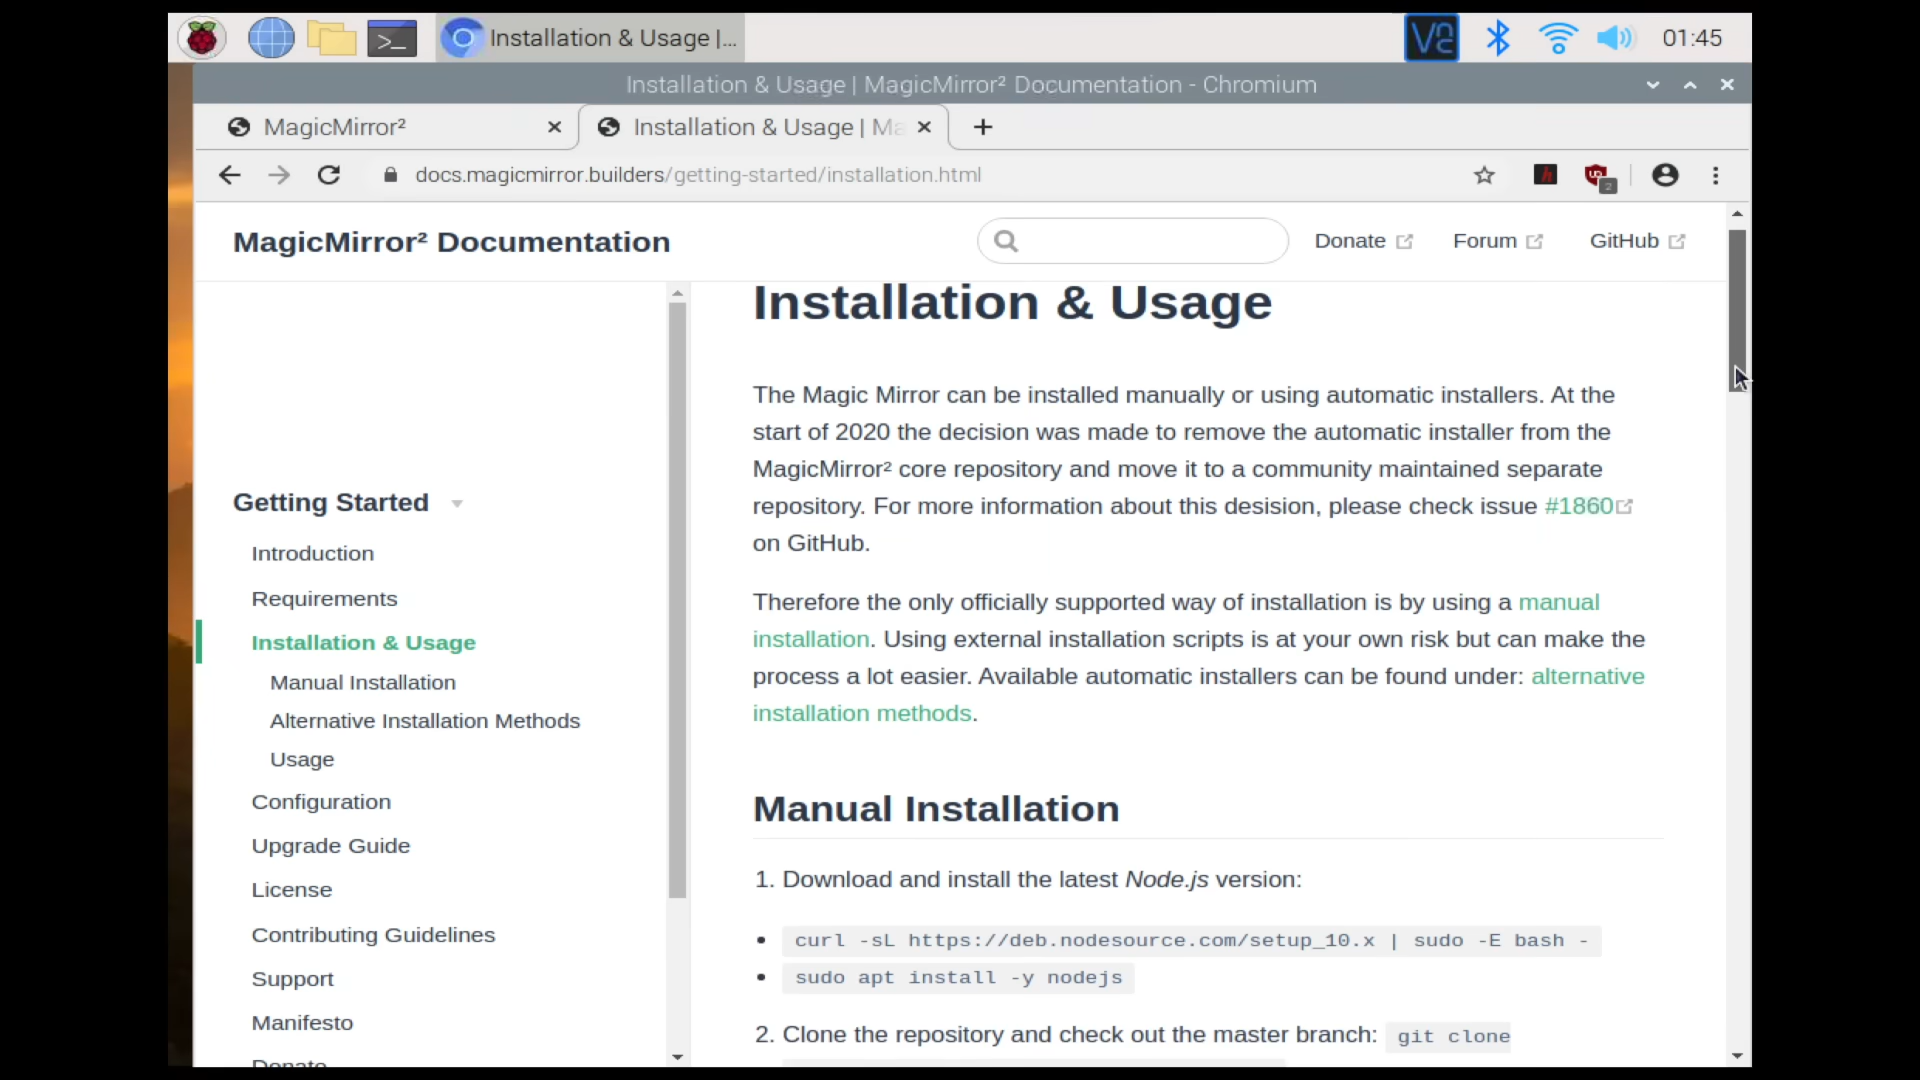 Installation & Usage |...
01:45
Installation & Usage | MagicMirror² Documentation - Chromium
MagicMirror²
Installation & Usage | Ma
docs.magicmirror.builders/getting-started/installation.html
2
MagicMirror² Documentation
Donate
Forum
GitHub
Getting Started
Introduction
Requirements
Installation & Usage
Manual Installation
Alternative Installation Methods
Usage
Configuration
Upgrade Guide
License
Contributing Guidelines
Support
Manifesto
Donate
Installation & Usage
The Magic Mirror can be installed manually or using automatic installers. At the
start of 2020 the decision was made to remove the automatic installer from the
MagicMirror² core repository and move it to a community maintained separate
repository. For more information about this desision, please check issue #1860
on GitHub.
Therefore the only officially supported way of installation is by using a manual
installation. Using external installation scripts is at your own risk but can make the
process a lot easier. Available automatic installers can be found under: alternative
installation methods.
Manual Installation
1. Download and install the latest Node.js version:
curl -sL https://deb.nodesource.com/setup_10.x | sudo -E bash -
sudo apt install -y nodejs
2. Clone the repository and check out the master branch: git clone